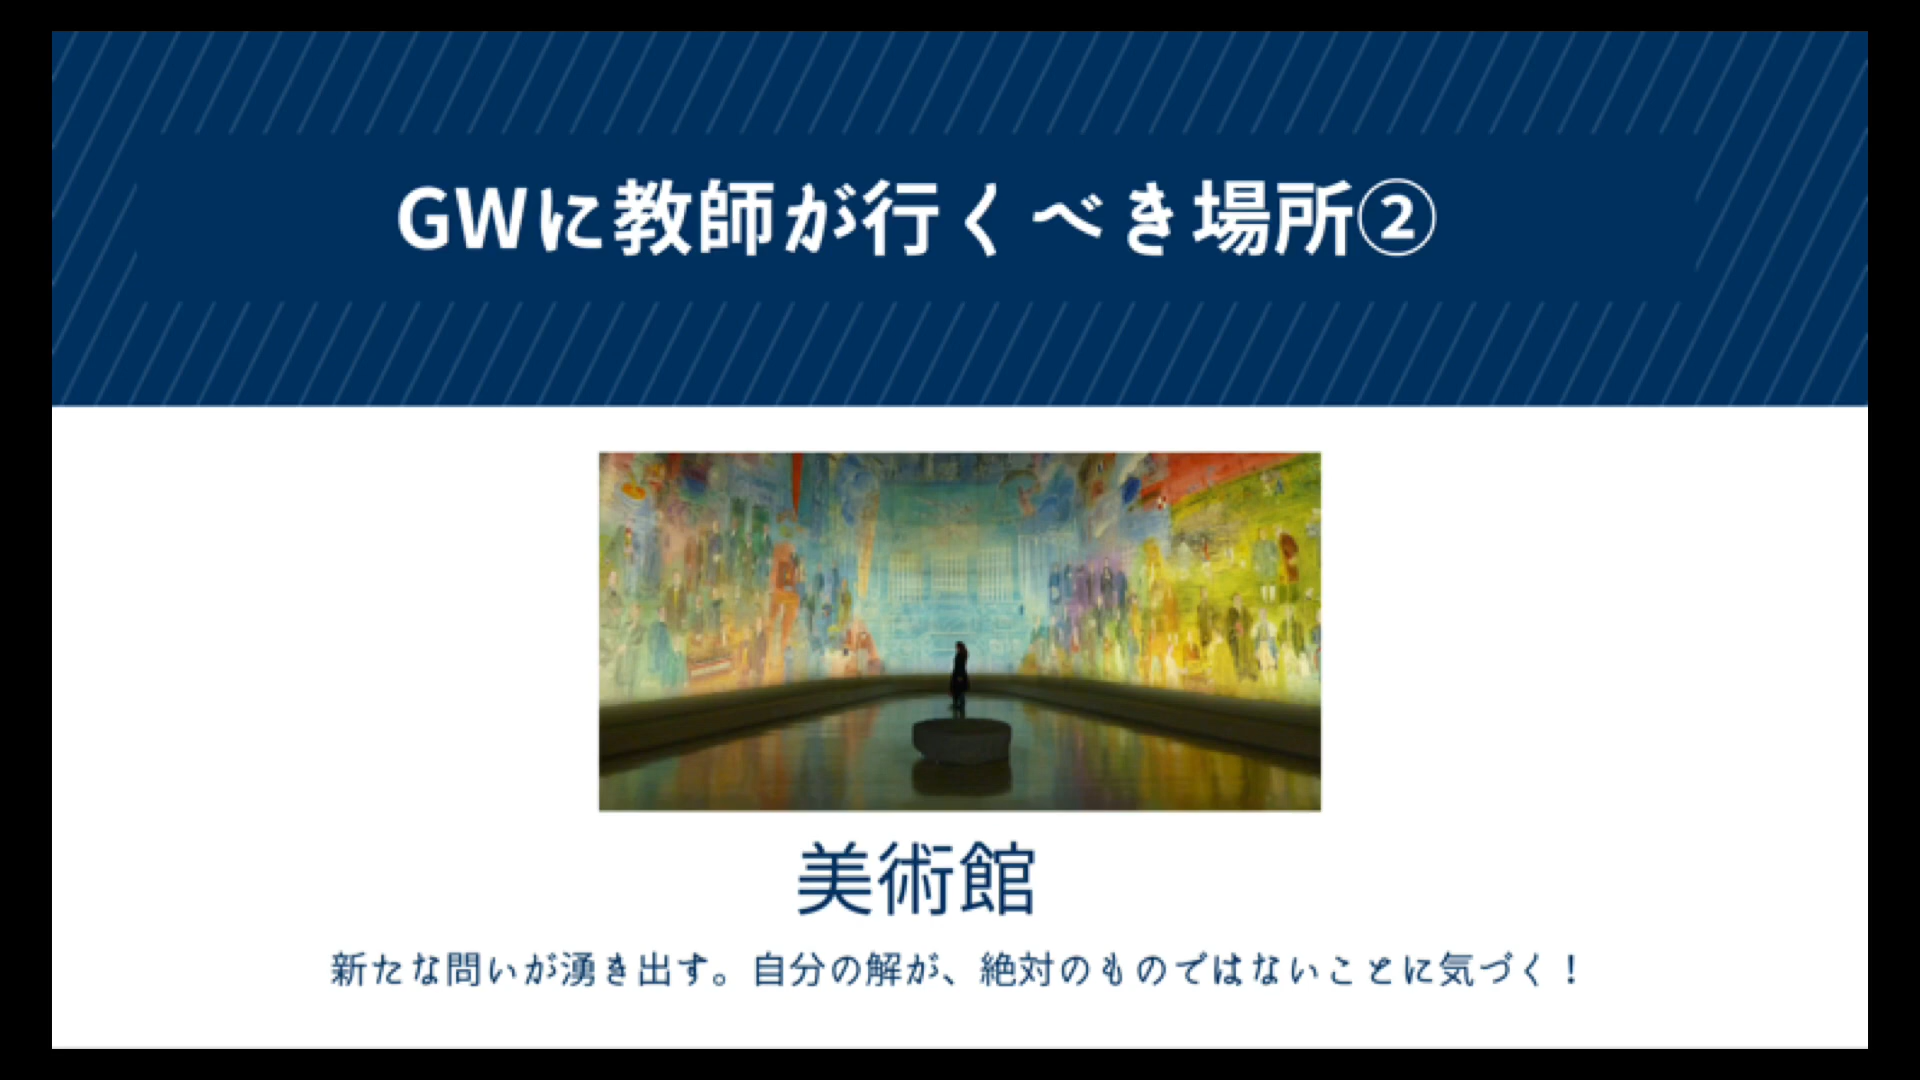 GWに教師が行くべき場所②
美術館
新たな問いが湧き出す。自分の解が、絶対のものではないことに気づく！